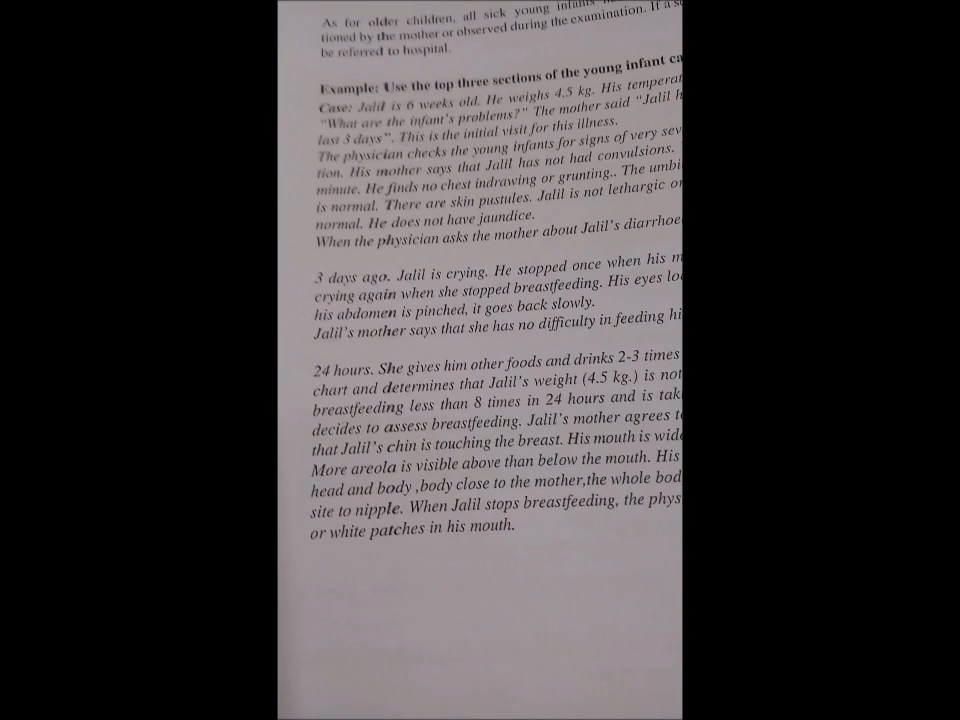 As for older children, all sick young infants
tioned by the mother or observed during the examination. If a
be referred to hospital.
Example: Use the top three sections of the young infant
Case: Jalil is 6 weeks old. He weighs 4.5 kg. His
"What are the infant's problems?" The mother said "Jalil
last 3 days". This is the initial visit for this illness.
The physician checks the young infants for signs of very
tion. His mother says that Jalil has not had convulsions.
minute. He finds no chest indrawing or grunting.. The
is normal. There are skin pustules. Jalil is not lethargic
normal. He does not have jaundice.
When the physician asks the mother about Jalil's
3 days ago. Jalil is crying. He stopped once when his
crying again when she stopped breastfeeding. His eyes
his abdomen is pinched, it goes back slowly.
Jalil's mother says that she has no difficulty in feeding
24 hours. She gives him other foods and drinks 2-3 times
chart and determines that Jalil's weight (4.5 kg.) is not
breastfeeding less than 8 times in 24 hours and is
decides to assess breastfeeding. Jalil's mother agrees
that Jalil's chin is touching the breast. His mouth is
More areola is visible above than below the mouth. His
head and body ,body close to the mother,the whole
site to nipple. When Jalil stops breastfeeding, the
or white patches in his mouth.